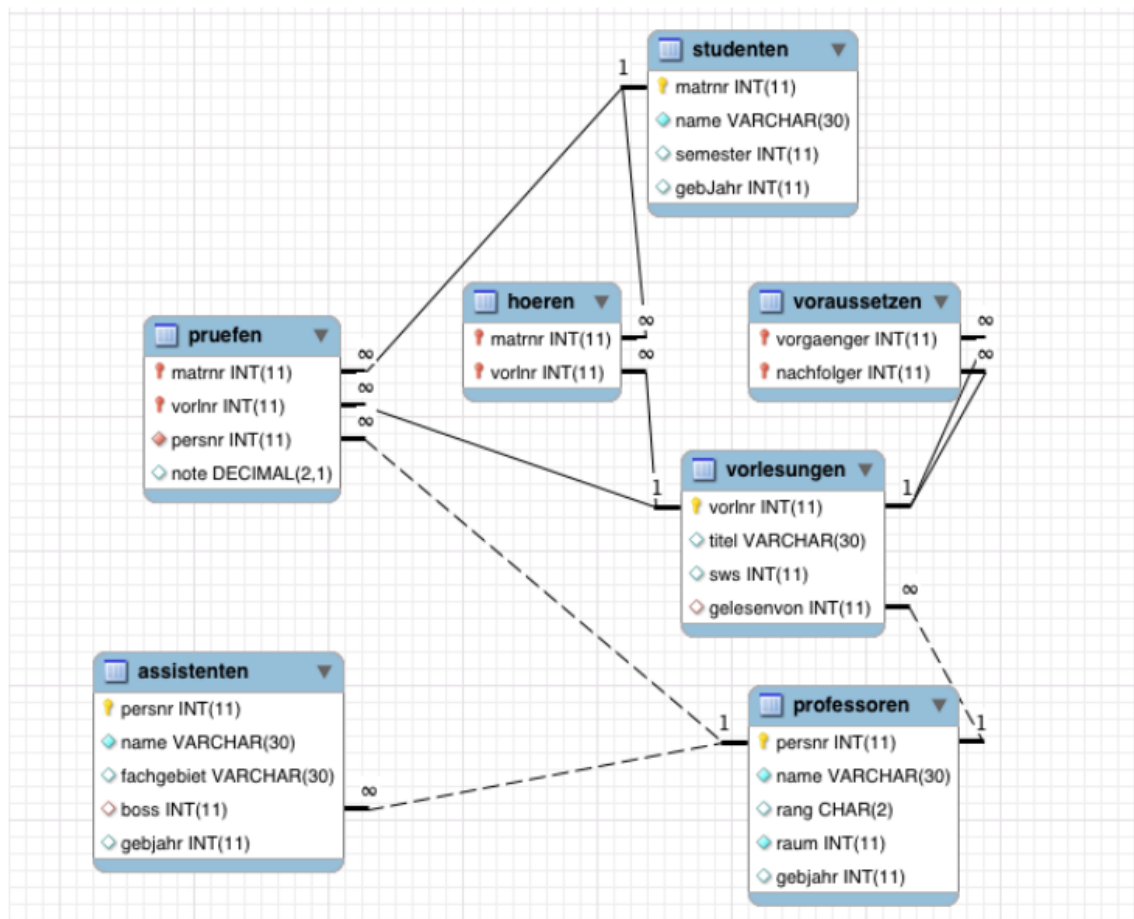 studenten
1
matrnr INT(11)
name VARCHAR(30)
semester INT(11)
gebJahr INT(11)
hoeren
∞
matrnr INT(11)
∞
vorlnr INT(11)
voraussetzen
∞
vorgaenger INT(11)
∞
nachfolger INT(11)
pruefen
∞
matrnr INT(11)
∞
vorlnr INT(11)
∞
persnr INT(11)
note DECIMAL(2,1)
vorlesungen
1
1
vorlnr INT(11)
titel VARCHAR(30)
sws INT(11)
∞
gelesenvon INT(11)
assistenten
persnr INT(11)
name VARCHAR(30)
fachgebiet VARCHAR(30)
∞
boss INT(11)
gebjahr INT(11)
professoren
1
1
persnr INT(11)
name VARCHAR(30)
rang CHAR(2)
raum INT(11)
gebjahr INT(11)